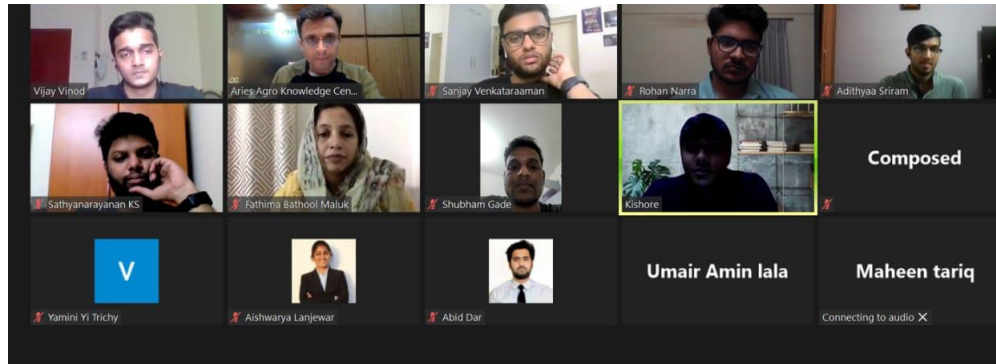 Vijay Vinod
Aries Agro Knowledge Cen...
Sanjay Venkataraaman
Rohan Narra
Adithyaa Sriram
Sathyanarayanan KS
Fathima Bathool Maluk
Shubham Gade
Kishore
Composed
V
Yamini Yi Trichy
Aishwarya Lanjewar
Abid Dar
Umair Amin lala
Maheen tariq
Connecting to audio X